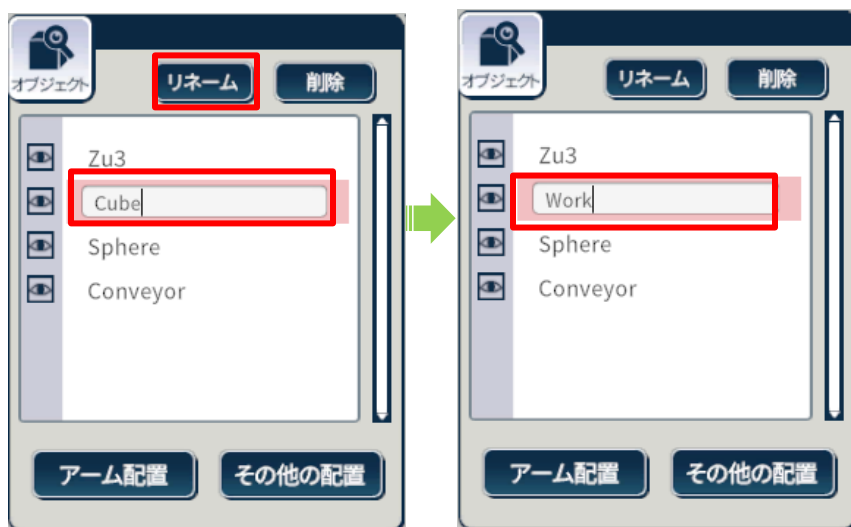 オブジェクト
リネーム
削除
Zu3
Cube
Sphere
Conveyor
アーム配置
その他の配置
オブジェクト
リネーム
削除
Zu3
Work
Sphere
Conveyor
アーム配置
その他の配置